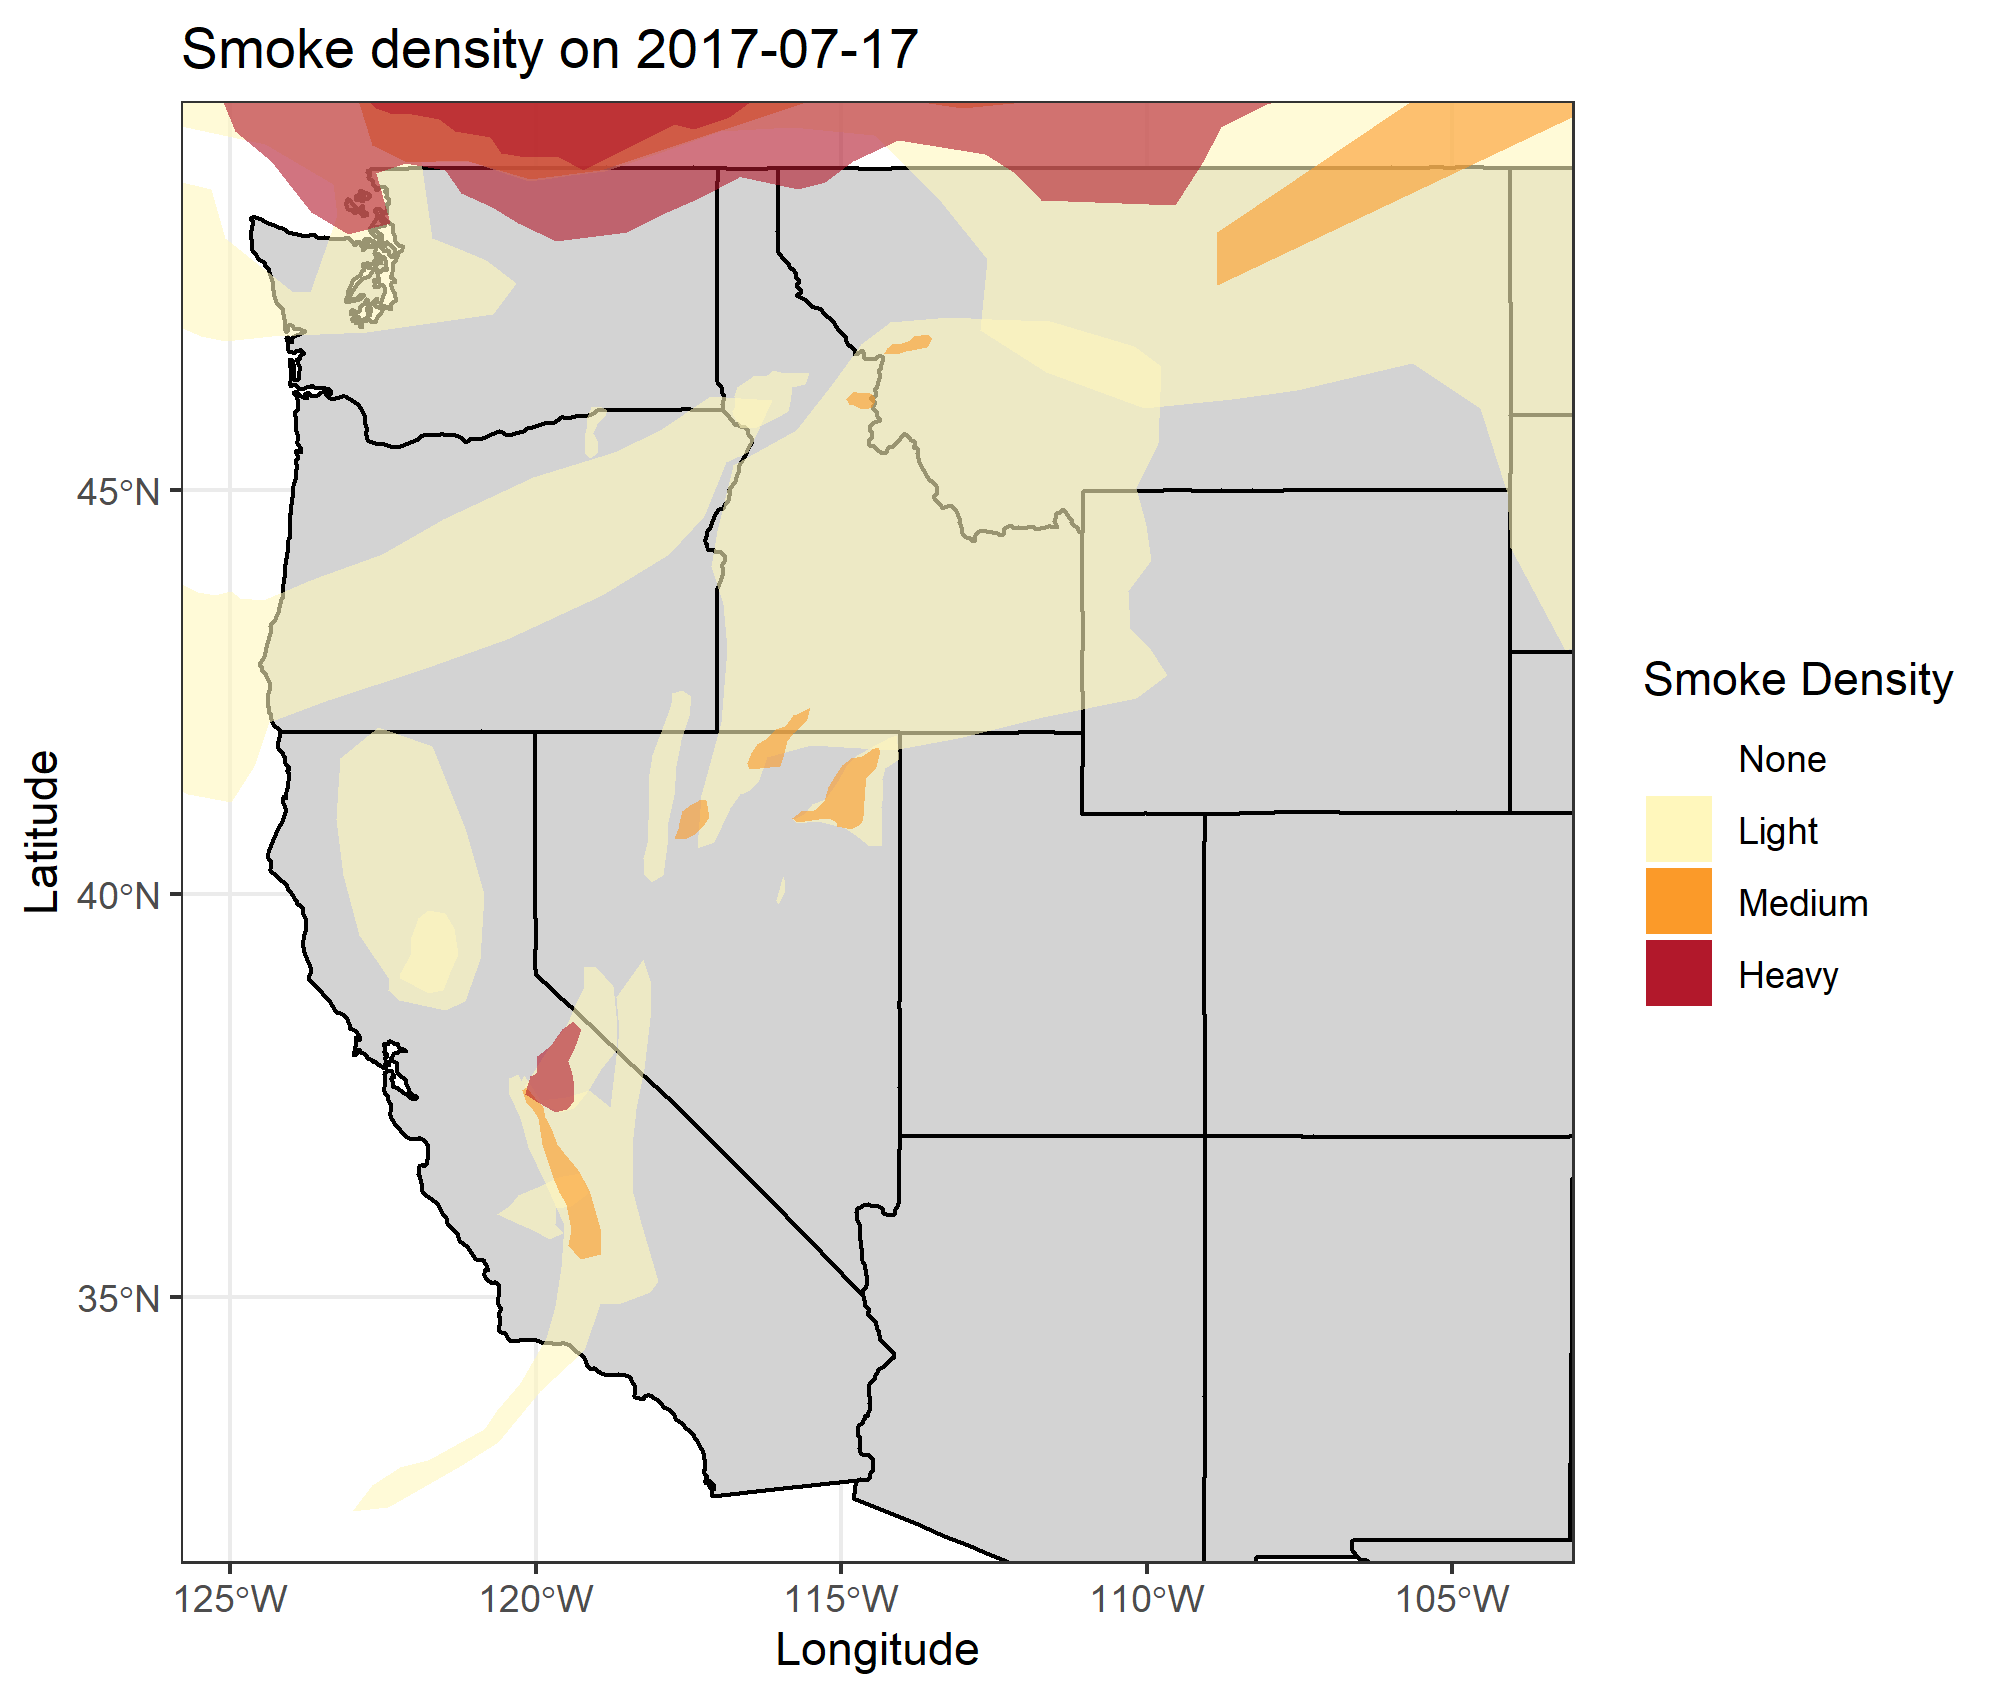 Smoke density on 2017-07-17
Latitude
45°N
40°N
35°N
125°W
120°W
115°W
110°W
105°W
Longitude
Smoke Density
None
Light
Medium
Heavy